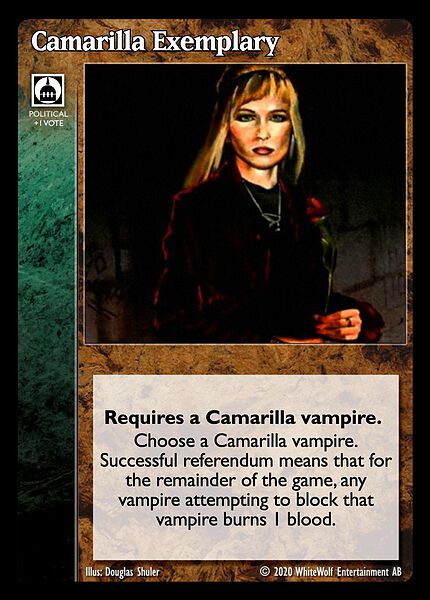 Camarilla Exemplary
POLITICAL
+1 VOTE
Requires a Camarilla vampire.
Choose a Camarilla vampire.
Successful referendum means that for
the remainder of the game, any
vampire attempting to block that
vampire burns 1 blood.
Illus: Douglas Shuler
© 2020 WhiteWolf Entertainment AB